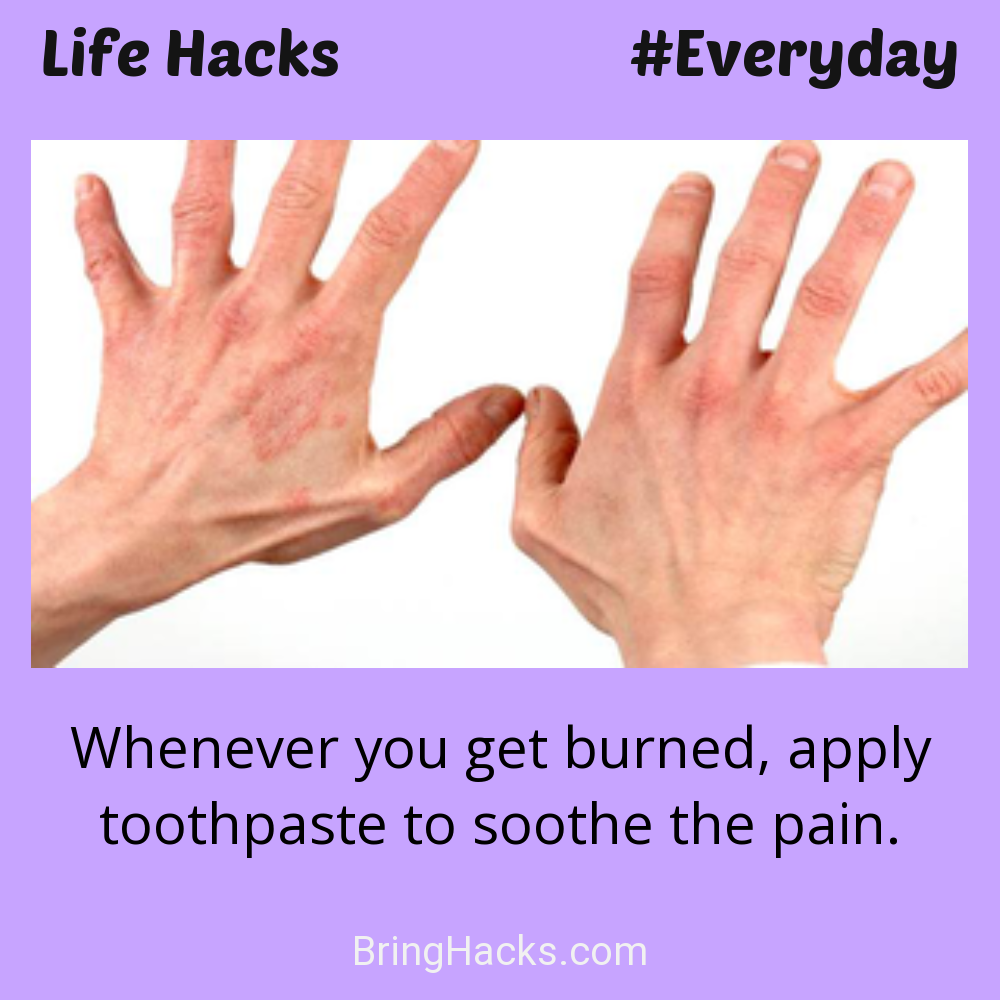 Life Hacks
#Everyday
Whenever you get burned, apply
toothpaste to soothe the pain.
BringHacks.com